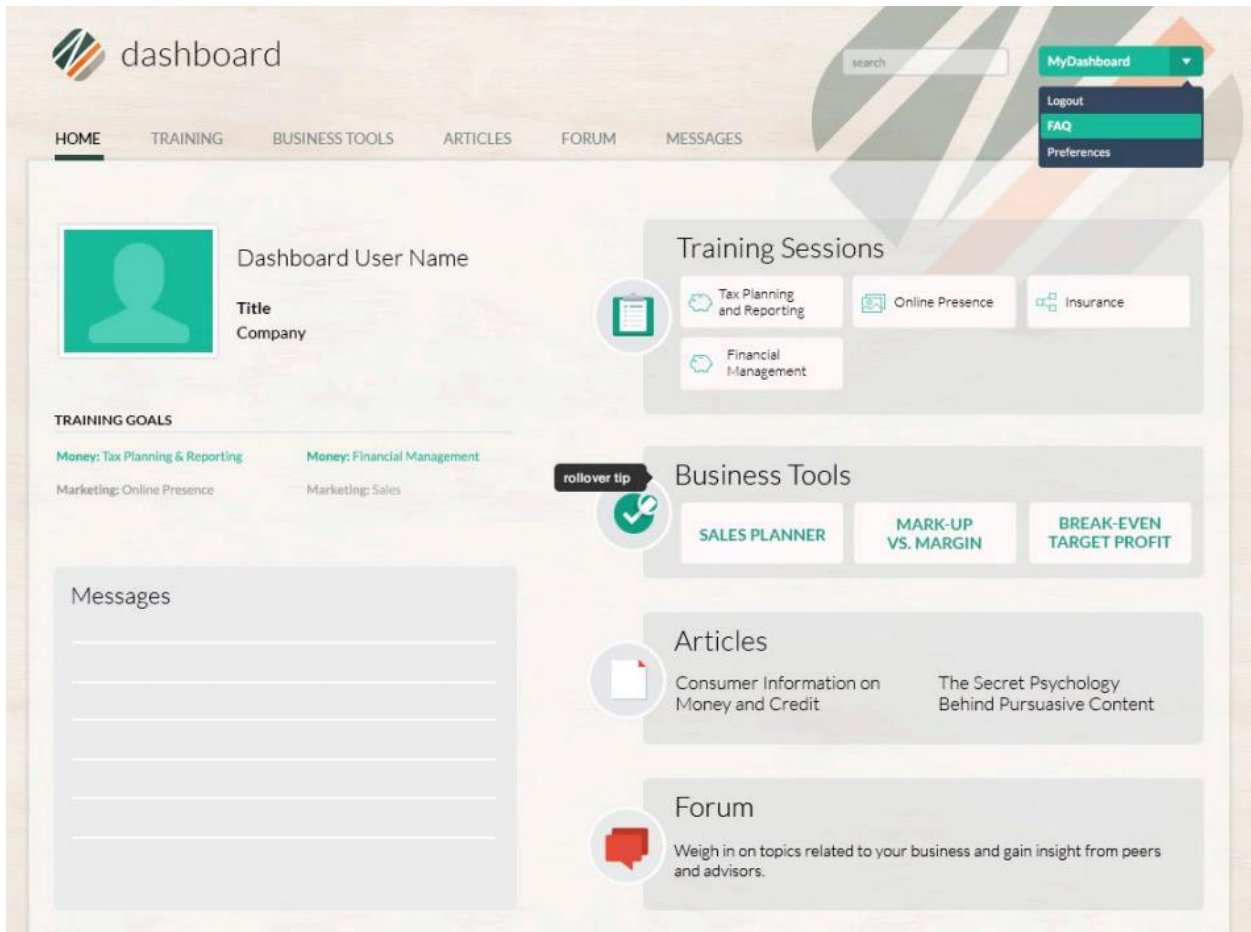 dashboard
search
MyDashboard
Logout
FAQ
Preferences
HOME
TRAINING
BUSINESS TOOLS
ARTICLES
FORUM
MESSAGES
Dashboard User Name
Title
Company
TRAINING GOALS
Money: Tax Planning & Reporting
Money: Financial Management
Marketing: Online Presence
Marketing: Sales
Messages
Training Sessions
Tax Planning
and Reporting
Online Presence
Insurance
Financial
Management
rollover tip
Business Tools
SALES PLANNER
MARK-UP
VS. MARGIN
BREAK-EVEN
TARGET PROFIT
Articles
Consumer Information on
Money and Credit
The Secret Psychology
Behind Pursuasive Content
Forum
Weigh in on topics related to your business and gain insight from peers
and advisors.